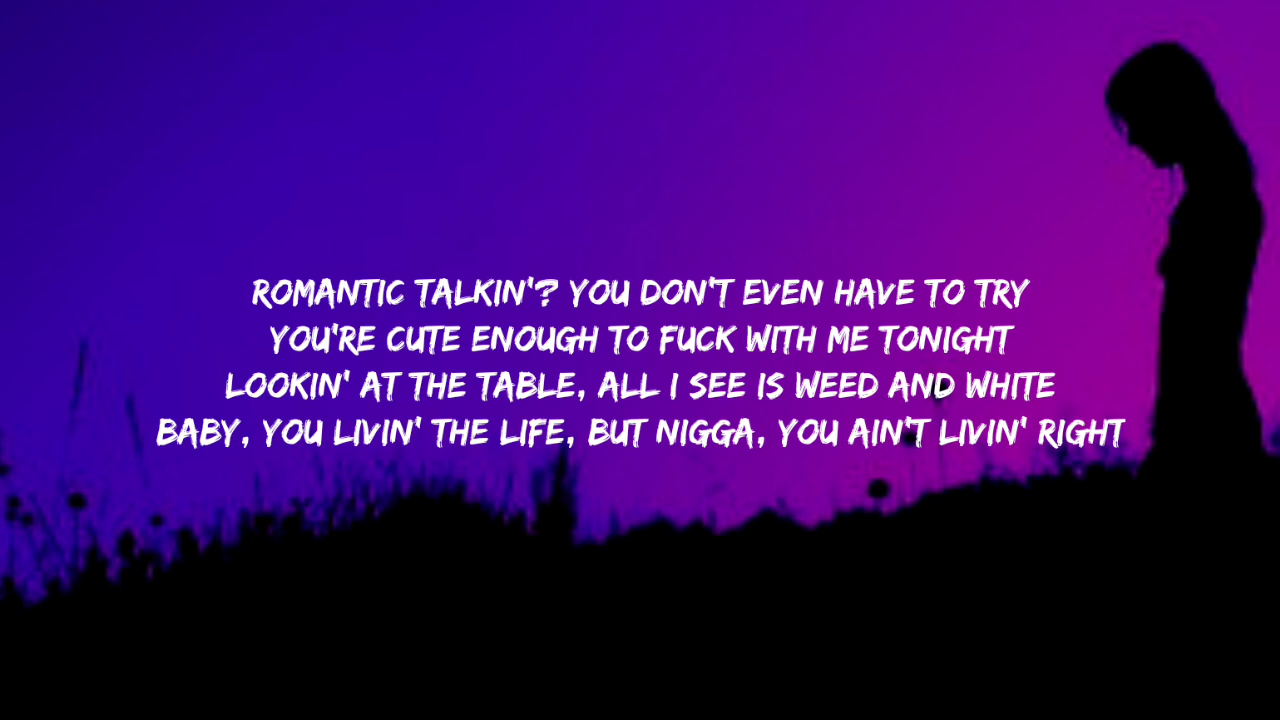 ROMANTIC TALKIN'? YOU DON'T EVEN HAVE TO TRY
YOU'RE CUTE ENOUGH TO FUCK WITH ME TONIGHT
LOOKIN' AT THE TABLE, ALL I SEE IS WEED AND WHITE
BABY, YOU LIVIN' THE LIFE, BUT NIGGA, YOU AIN'T LIVIN' RIGHT